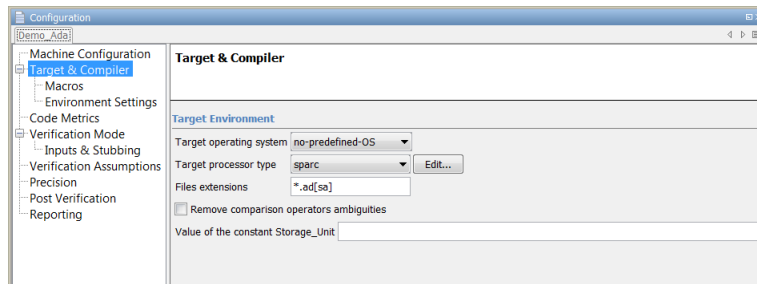 Configuration
Demo_Ada
Machine Configuration
Target & Compiler
Macros
Environment Settings
Code Metrics
Verification Mode
Inputs & Stubbing
Verification Assumptions
Precision
Post Verification
Reporting
Target & Compiler
Target Environment
Target operating system no-predefined-OS
Target processor type sparc Edit...
Files extensions *.ad[sa]
Remove comparison operators ambiguities
Value of the constant Storage_Unit